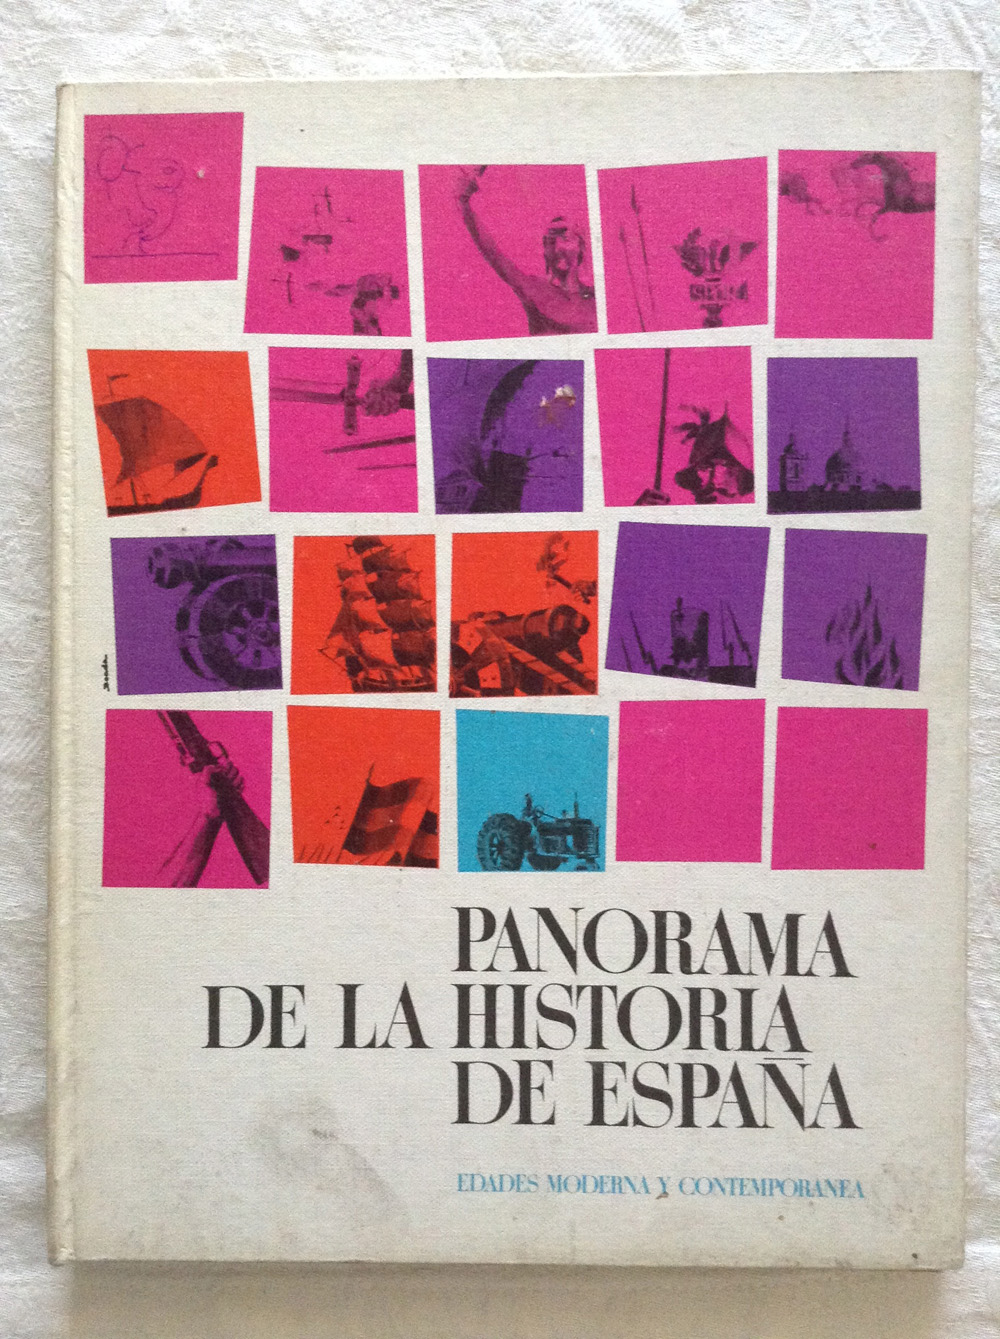 PANORAMA
DE LA HISTORIA
DE ESPAÑA
EDADES MODERNA Y CONTEMPORANEA